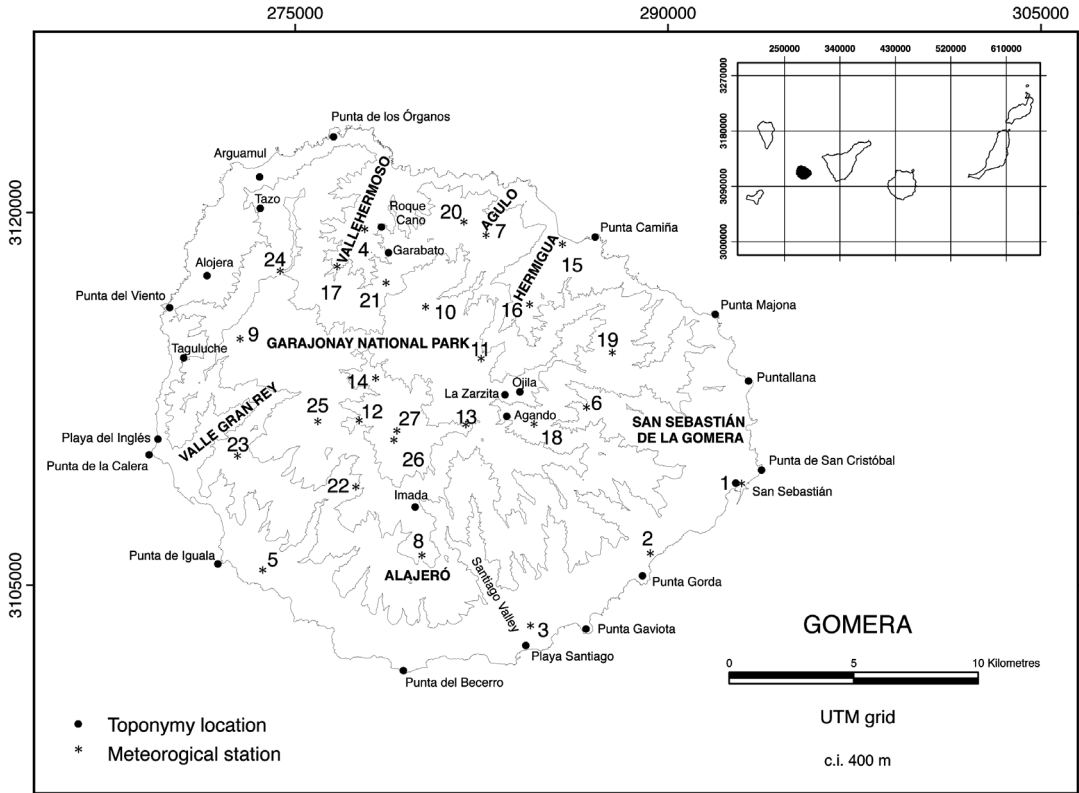 275000
290000
305000
250000
340000
430000
520000
610000
3270000
3180000
3090000
3000000
3120000
3105000
Punta de los Órganos
Arguamul
Tazo
VALLEHERMOSO
Roque
Cano
20
AGULO
7
4
Garabato
Punta Camiña
HERMIGUA
15
24
Alojera
17
21
Punta del Viento
10
16
Punta Majona
9
GARAJONAY NATIONAL PARK
11
19
Taguluche
14
Ojila
La Zarzita
Puntallana
VALLE GRAN REY
25
12
27
13
Agando
6
18
SAN SEBASTIÁN
DE LA GOMERA
Playa del Inglés
23
26
Punta de la Calera
Punta de San Cristóbal
22
1
San Sebastián
Imada
8
2
Punta de Iguala
5
ALAJERÓ
Santiago Valley
Punta Gorda
3
Punta Gaviota
Playa Santiago
Punta del Becerro
GOMERA
0
5
10 Kilometres
UTM grid
c.i. 400 m
Toponymy location
* Meteorogical station